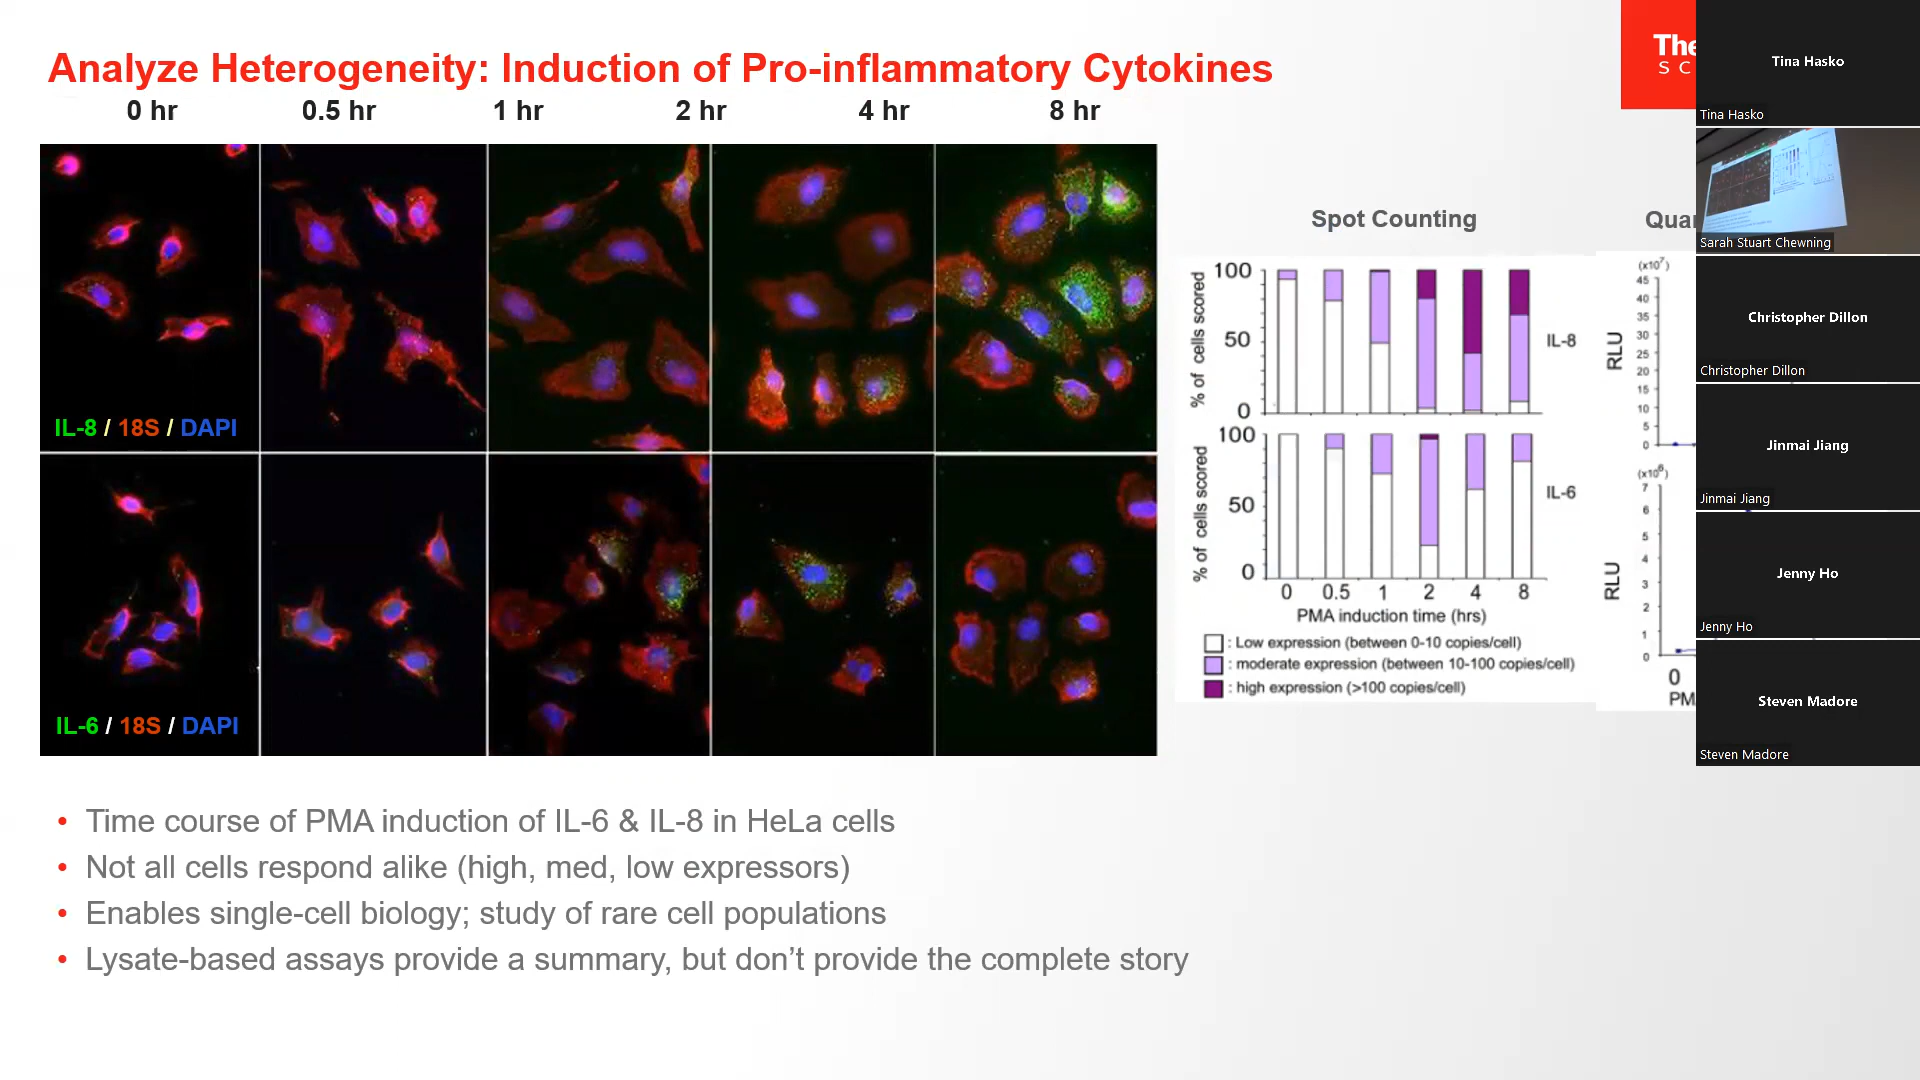 Analyze Heterogeneity: Induction of Pro-inflammatory Cytokines
The
SC
0 hr 0.5 hr 1 hr 2 hr 4 hr 8 hr
IL-8 / 18S / DAPI
IL-6 / 18S / DAPI
Spot Counting
% of cells scored
100
50
0
IL-8
% of cells scored
100
50
0
IL-6
0 0.5 1 2 4 8
PMA induction time (hrs)
: Low expression (between 0-10 copies/cell)
: moderate expression (between 10-100 copies/cell)
: high expression (>100 copies/cell)
Qua
(x10⁷)
RLU
45
40
35
30
25
20
15
10
5
0
(x10⁶)
RLU
7
6
5
4
3
2
1
0
0
PM
• Time course of PMA induction of IL-6 & IL-8 in HeLa cells
• Not all cells respond alike (high, med, low expressors)
• Enables single-cell biology; study of rare cell populations
• Lysate-based assays provide a summary, but don’t provide the complete story
Tina Hasko
Tina Hasko
Sarah Stuart Chewning
Christopher Dillon
Christopher Dillon
Jinmai Jiang
Jinmai Jiang
Jenny Ho
Jenny Ho
Steven Madore
Steven Madore